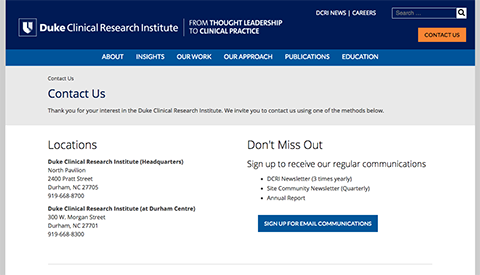 DCRI NEWS | CAREERS
Search ...
Duke Clinical Research Institute
FROM THOUGHT LEADERSHIP
TO CLINICAL PRACTICE
CONTACT US
ABOUT INSIGHTS OUR WORK OUR APPROACH PUBLICATIONS EDUCATION
Contact Us
Contact Us
Thank you for your interest in the Duke Clinical Research Institute. We invite you to contact us using one of the methods below.
Locations
Duke Clinical Research Institute (Headquarters)
North Pavilion
2400 Pratt Street
Durham, NC 27705
919-668-8700
Duke Clinical Research Institute (at Durham Centre)
300 W. Morgan Street
Durham, NC 27701
919-668-8300
Don't Miss Out
Sign up to receive our regular communications
• DCRI Newsletter (3 times yearly)
• Site Community Newsletter (Quarterly)
• Annual Report
SIGN UP FOR EMAIL COMMUNICATIONS